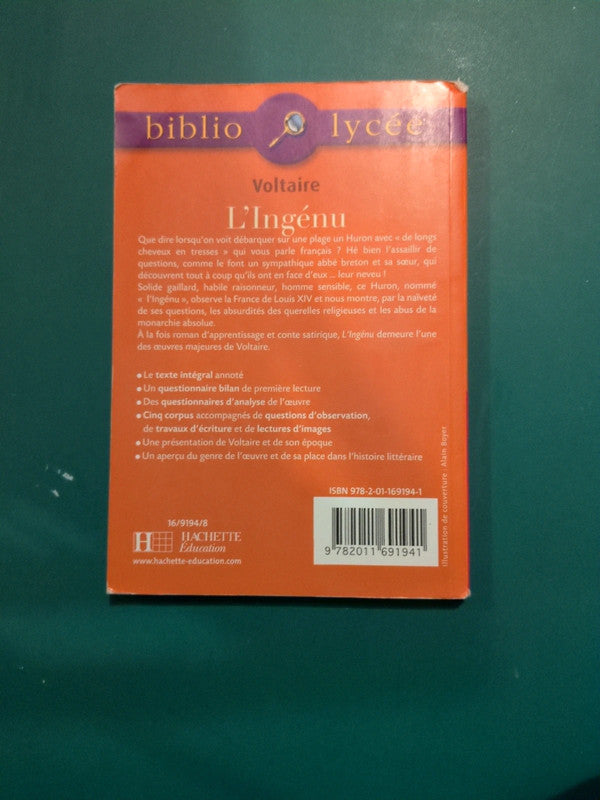 biblio lycée
Voltaire
L'Ingénu
Que dire lorsqu'on voit débarquer sur une plage un Huron avec « de longs
cheveux en tresses » qui vous parle français ? Hé bien l'assaillir de
questions, comme le font un sympathique abbé breton et sa sœur, qui
découvrent tout à coup qu'ils ont en face d'eux ... leur neveu !
Solide gaillard, habile raisonneur, homme sensible, ce Huron, nommé
« l'Ingénu », observe la France de Louis XIV et nous montre, par la naïveté
de ses questions, les absurdités des querelles religieuses et les abus de la
monarchie absolue.
À la fois roman d'apprentissage et conte satirique, L'Ingénu demeure l'une
des œuvres majeures de Voltaire.
• Le texte intégral annoté
• Un questionnaire bilan de première lecture
• Des questionnaires d'analyse de l'œuvre
• Cinq corpus accompagnés de questions d'observation,
de travaux d'écriture et de lectures d'images
• Une présentation de Voltaire et de son époque
• Un aperçu du genre de l'œuvre et de sa place dans l'histoire littéraire
ISBN 978-2-01-169194-1
16/9194/8
H HACHETTE
Éducation
www.hachette-education.com
9 782011 691941
Illustration de couverture : Alain Boyer